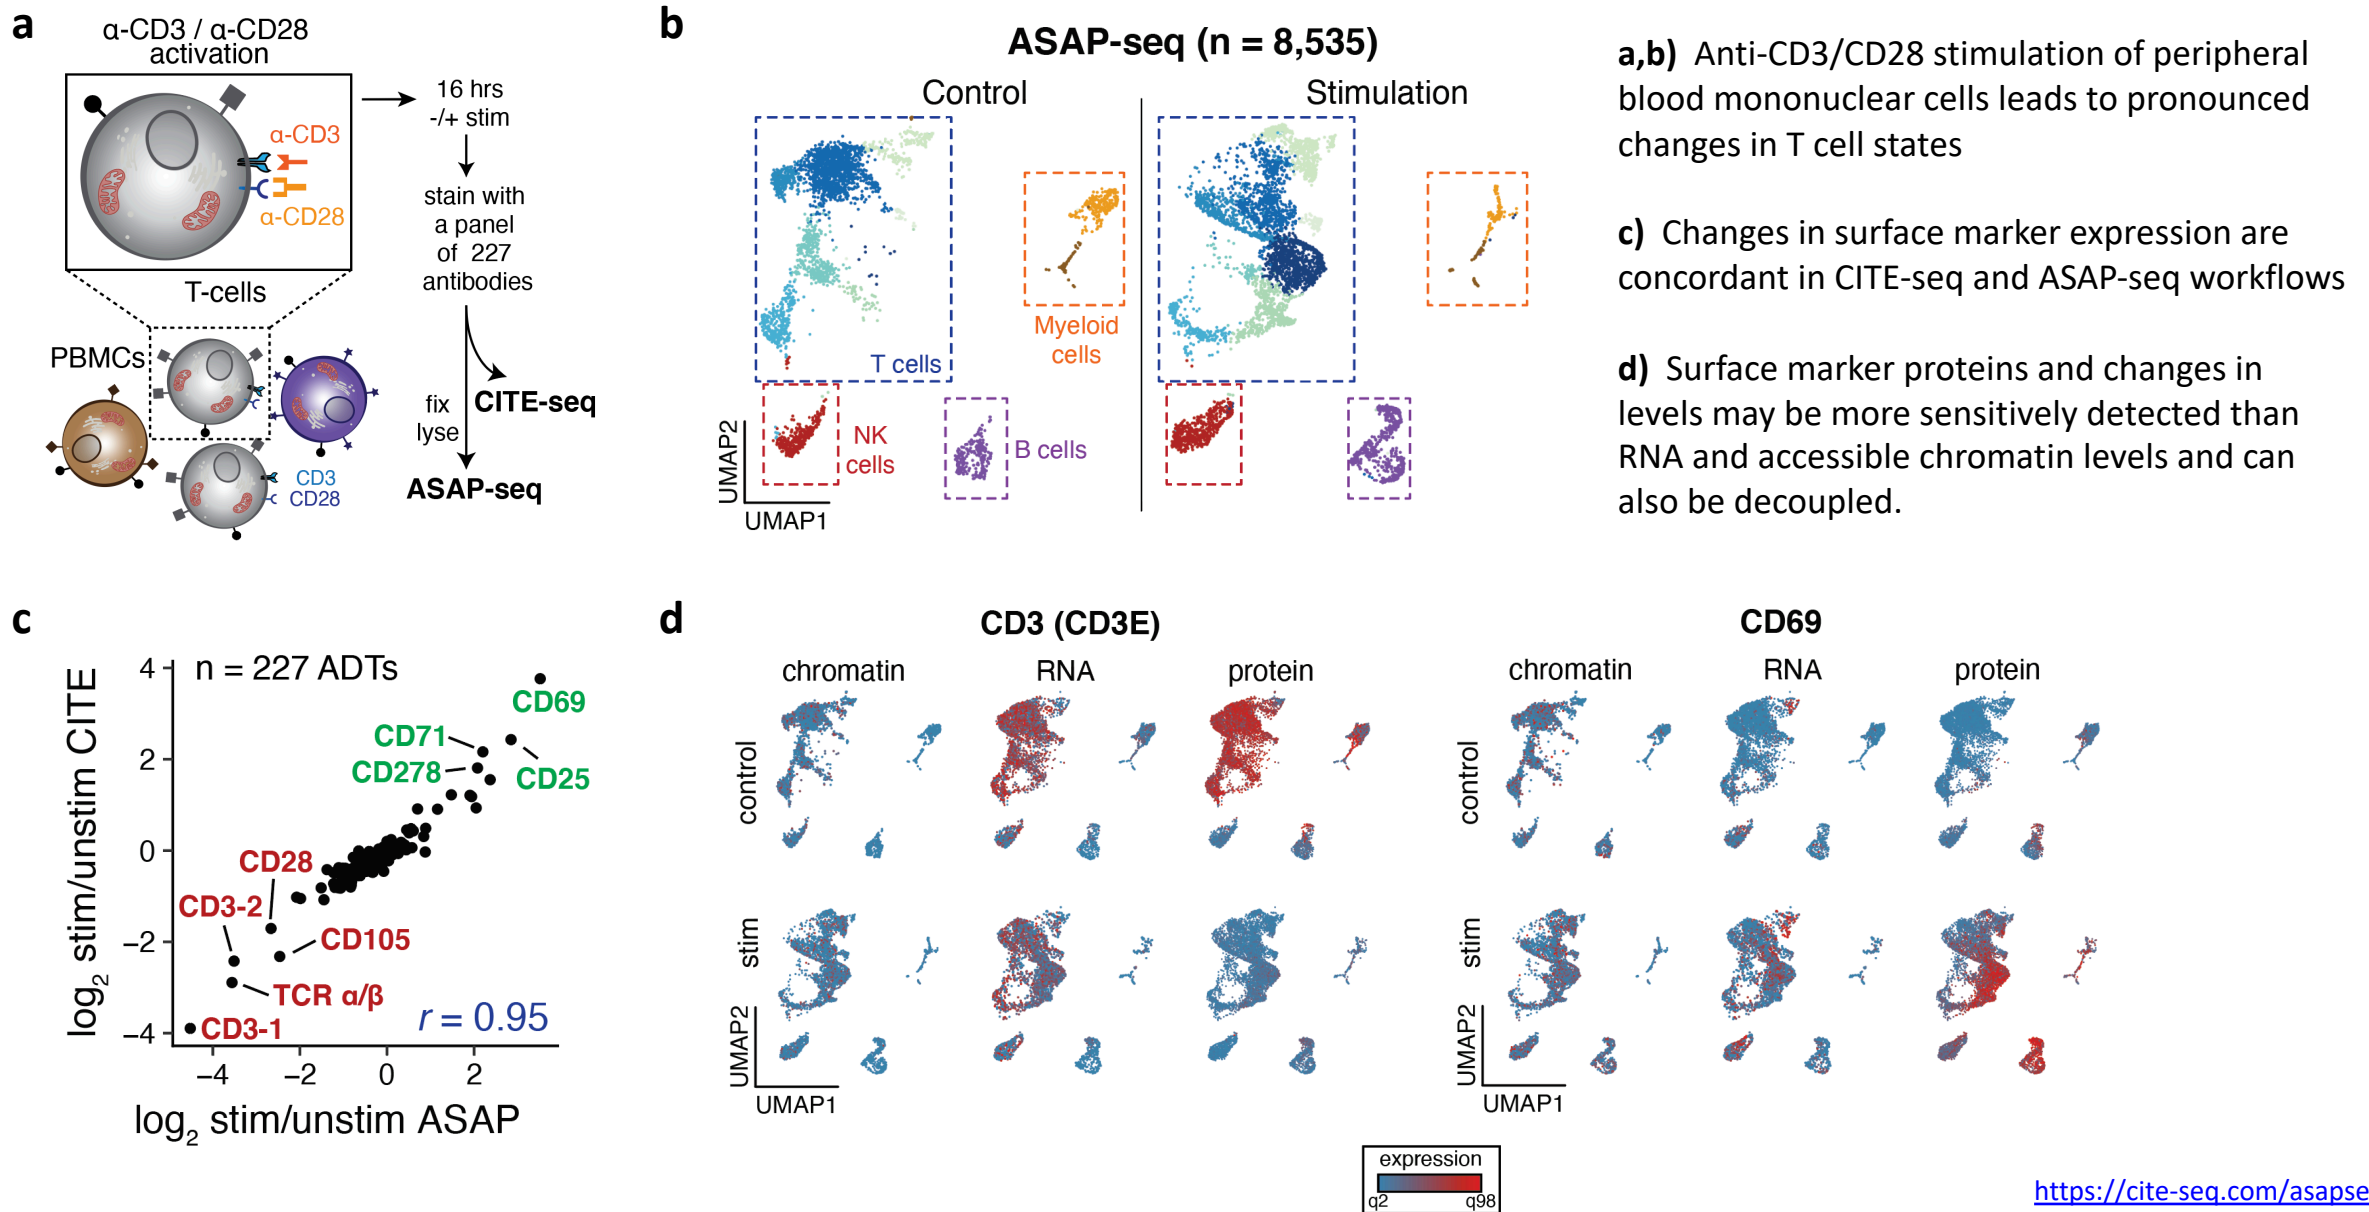 a
α-CD3 / α-CD28
activation
α-CD3
α-CD28
T-cells
PBMCs
CD3
CD28
16 hrs
-/+ stim
stain with
a panel
of 227
antibodies
fix
lyse
CITE-seq
ASAP-seq
b
ASAP-seq (n = 8,535)
Control
Stimulation
T cells
Myeloid
cells
NK
cells
B cells
UMAP2
UMAP1
a,b) Anti-CD3/CD28 stimulation of peripheral
blood mononuclear cells leads to pronounced
changes in T cell states
c) Changes in surface marker expression are
concordant in CITE-seq and ASAP-seq workflows
d) Surface marker proteins and changes in
levels may be more sensitively detected than
RNA and accessible chromatin levels and can
also be decoupled.
c
n = 227 ADTs
CD69
CD71
CD278
CD25
CD28
CD3-2
CD105
TCR α/β
CD3-1
r = 0.95
4
2
0
−2
−4
−4
−2
0
2
log2 stim/unstim CITE
log2 stim/unstim ASAP
d
CD3 (CD3E)
chromatin
RNA
protein
control
stim
UMAP2
UMAP1
CD69
chromatin
RNA
protein
control
stim
UMAP2
UMAP1
expression
q2
q98
https://cite-seq.com/asapse